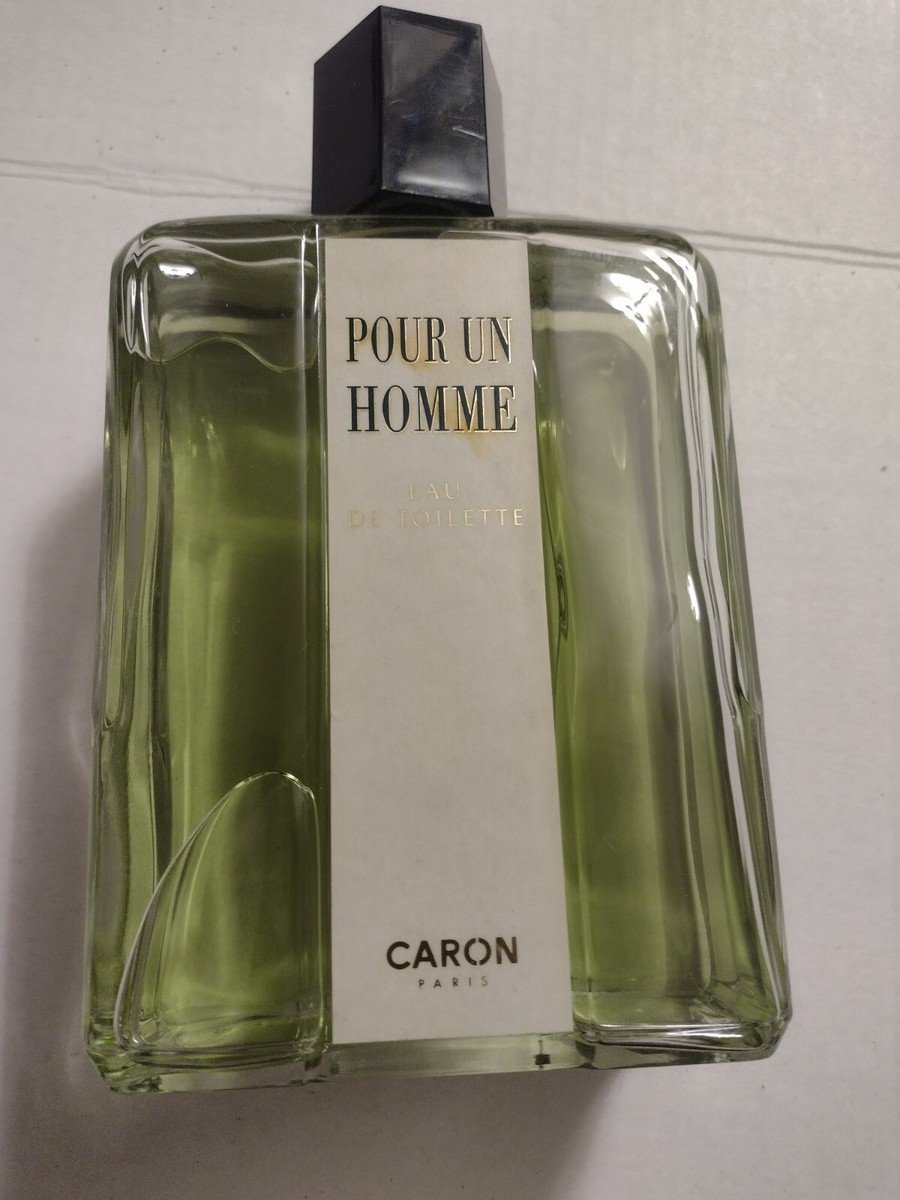 POUR UN
HOMME
EAU
DE TOILETTE
CARON
PARIS